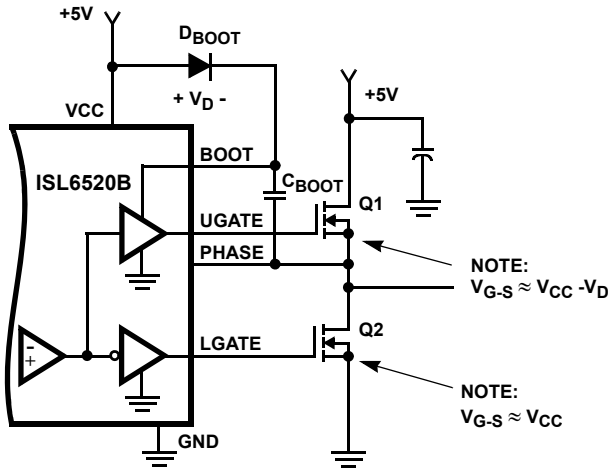 +5V
DBOOT
+ VD -
+5V
VCC
BOOT
ISL6520B
CBOOT
UGATE
Q1
PHASE
NOTE:
VG-S ≈ VCC -VD
LGATE
Q2
- +
NOTE:
VG-S ≈ VCC
GND